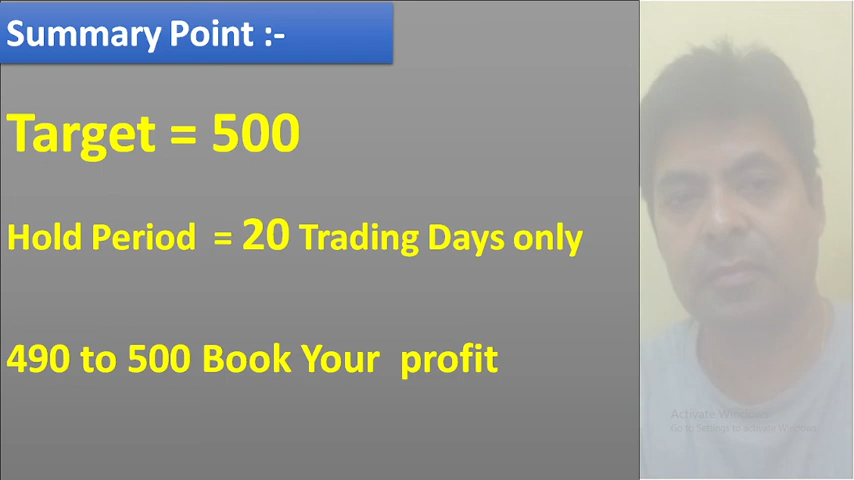 Summary Point :-
Target = 500
Hold Period = 20 Trading Days only
490 to 500 Book Your profit
Activate Windows
Go to Settings to activate Windows.